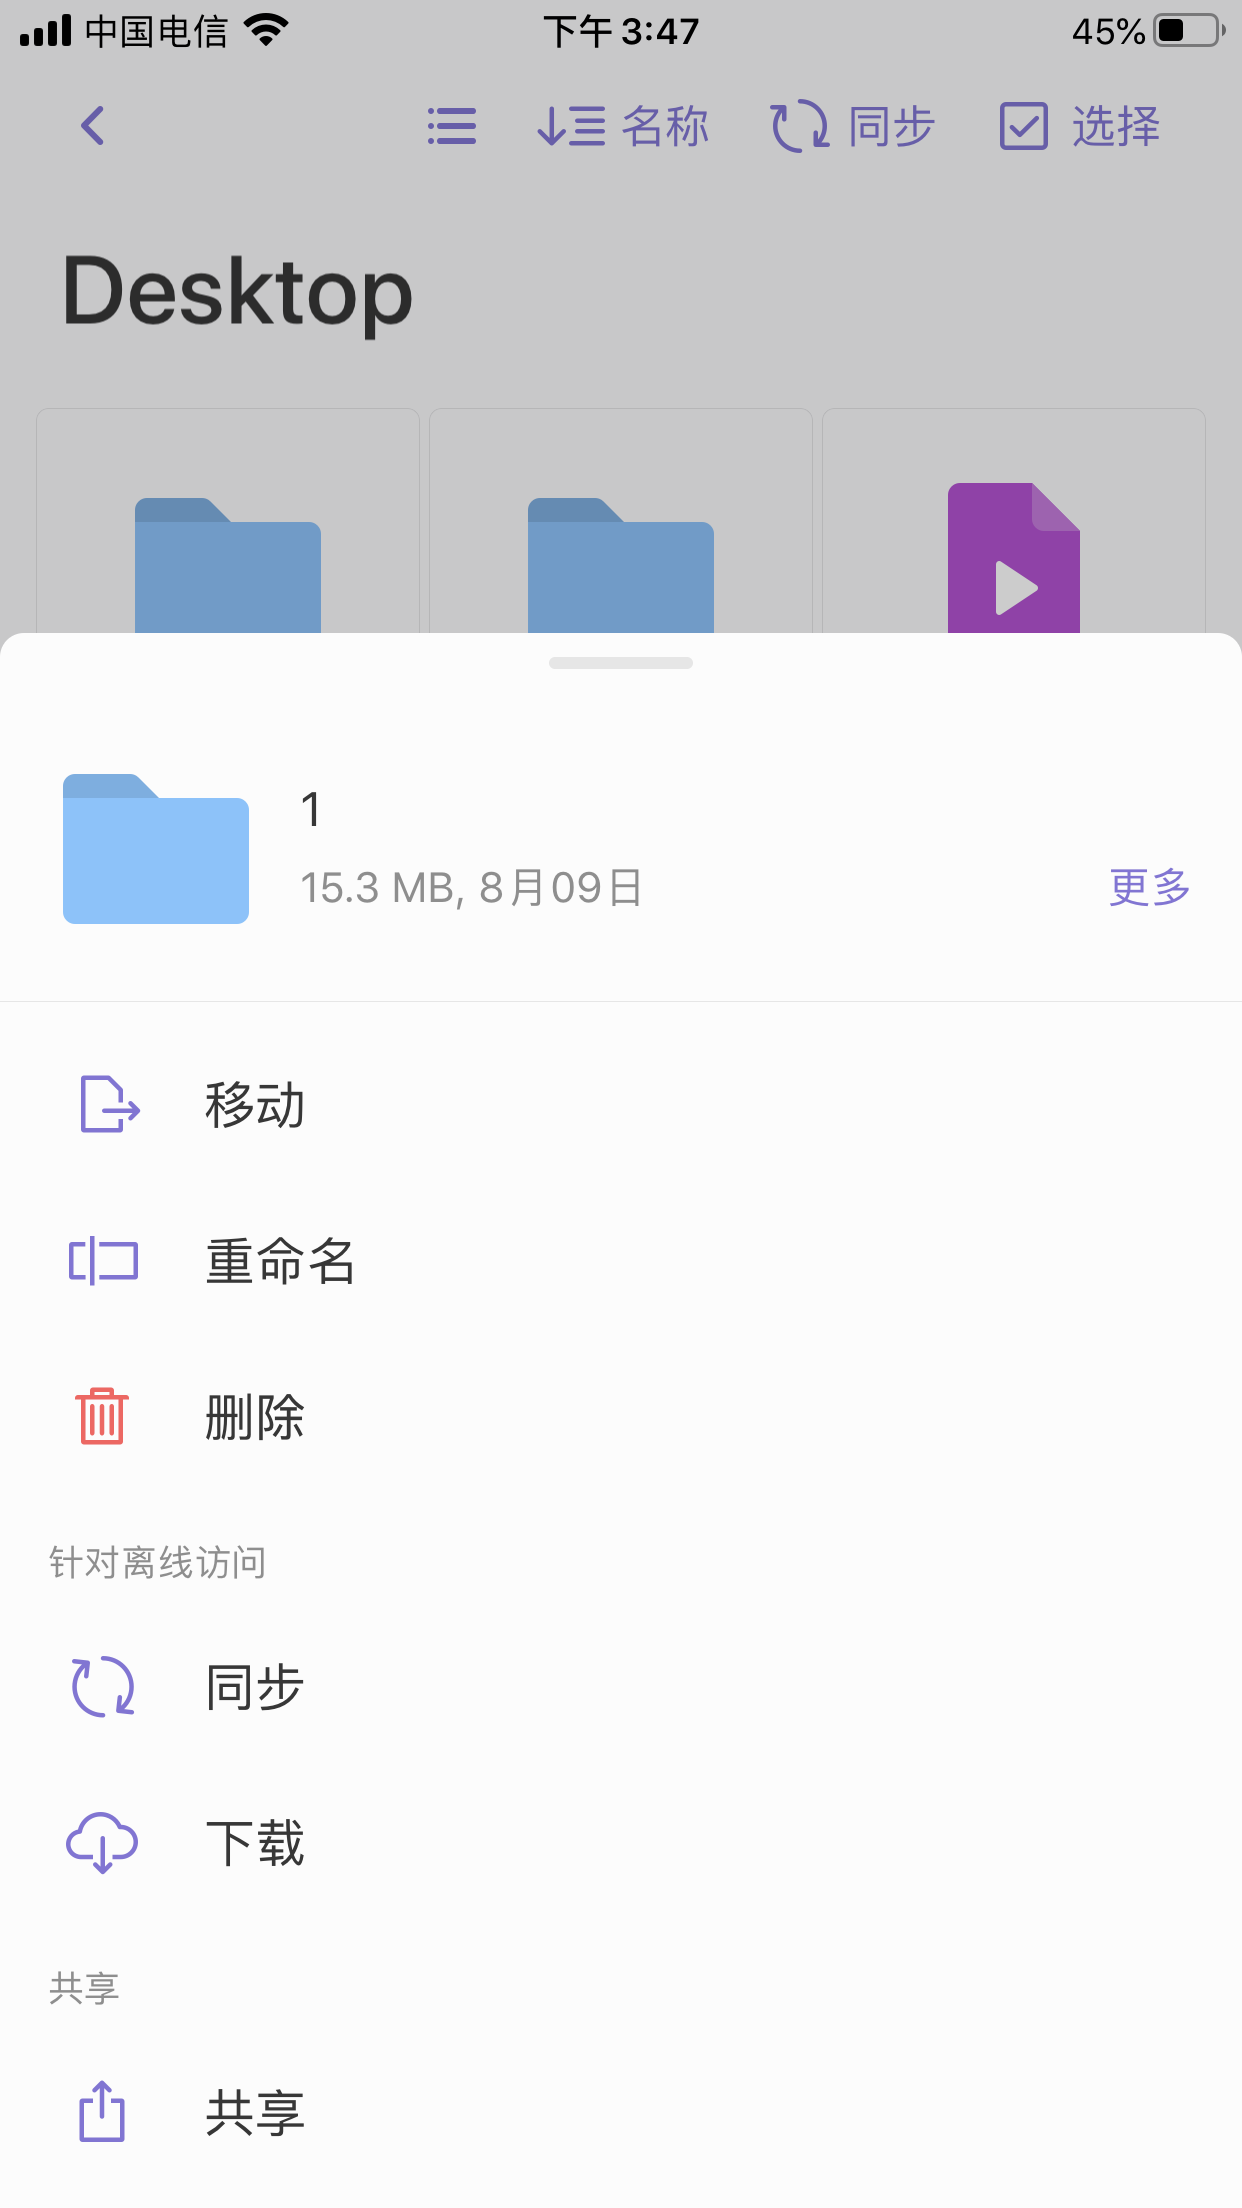 中国电信 下午 3:47 45%
名称 同步 选择
Desktop
1
15.3 MB, 8月09日 更多
移动
重命名
删除
针对离线访问
同步
下载
共享
共享